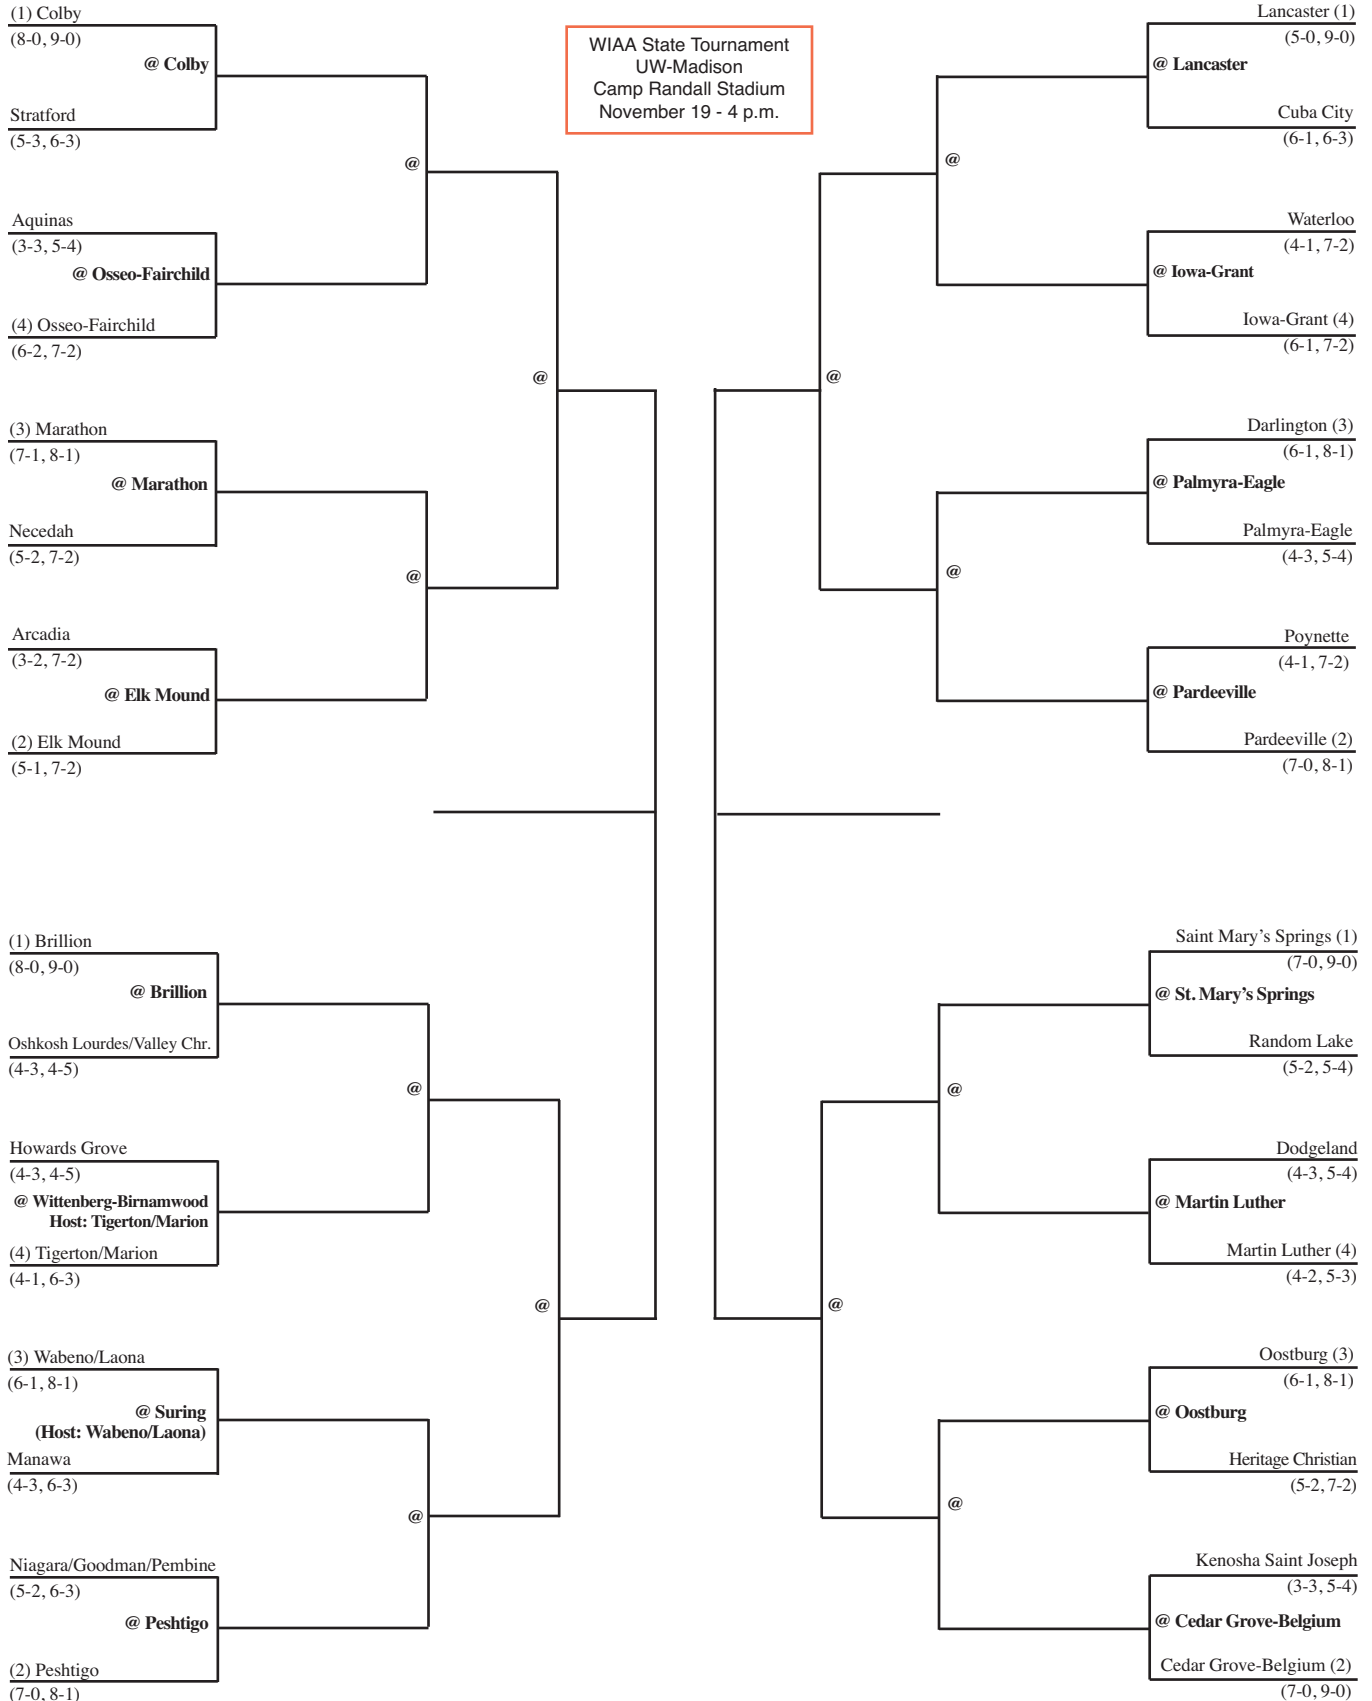 WIAA State Tournament
UW-Madison
Camp Randall Stadium
November 19 - 4 p.m.
(1) Colby
(8-0, 9-0)
@ Colby
Stratford
(5-3, 6-3)
@
Aquinas
(3-3, 5-4)
@ Osseo-Fairchild
(4) Osseo-Fairchild
(6-2, 7-2)
@
(3) Marathon
(7-1, 8-1)
@ Marathon
Necedah
(5-2, 7-2)
@
Arcadia
(3-2, 7-2)
@ Elk Mound
(2) Elk Mound
(5-1, 7-2)
(1) Brillion
(8-0, 9-0)
@ Brillion
Oshkosh Lourdes/Valley Chr.
(4-3, 4-5)
@
Howards Grove
(4-3, 4-5)
@ Wittenberg-Birnamwood
Host: Tigerton/Marion
(4) Tigerton/Marion
(4-1, 6-3)
@
(3) Wabeno/Laona
(6-1, 8-1)
@ Suring
(Host: Wabeno/Laona)
Manawa
(4-3, 6-3)
@
Niagara/Goodman/Pembine
(5-2, 6-3)
@ Peshtigo
(2) Peshtigo
(7-0, 8-1)
Lancaster (1)
(5-0, 9-0)
@ Lancaster
Cuba City
(6-1, 6-3)
@
Waterloo
(4-1, 7-2)
@ Iowa-Grant
Iowa-Grant (4)
(6-1, 7-2)
@
Darlington (3)
(6-1, 8-1)
@ Palmyra-Eagle
Palmyra-Eagle
(4-3, 5-4)
@
Poynette
(4-1, 7-2)
@ Pardeeville
Pardeeville (2)
(7-0, 8-1)
Saint Mary's Springs (1)
(7-0, 9-0)
@ St. Mary's Springs
Random Lake
(5-2, 5-4)
@
Dodgeland
(4-3, 5-4)
@ Martin Luther
Martin Luther (4)
(4-2, 5-3)
@
Oostburg (3)
(6-1, 8-1)
@ Oostburg
Heritage Christian
(5-2, 7-2)
@
Kenosha Saint Joseph
(3-3, 5-4)
@ Cedar Grove-Belgium
Cedar Grove-Belgium (2)
(7-0, 9-0)